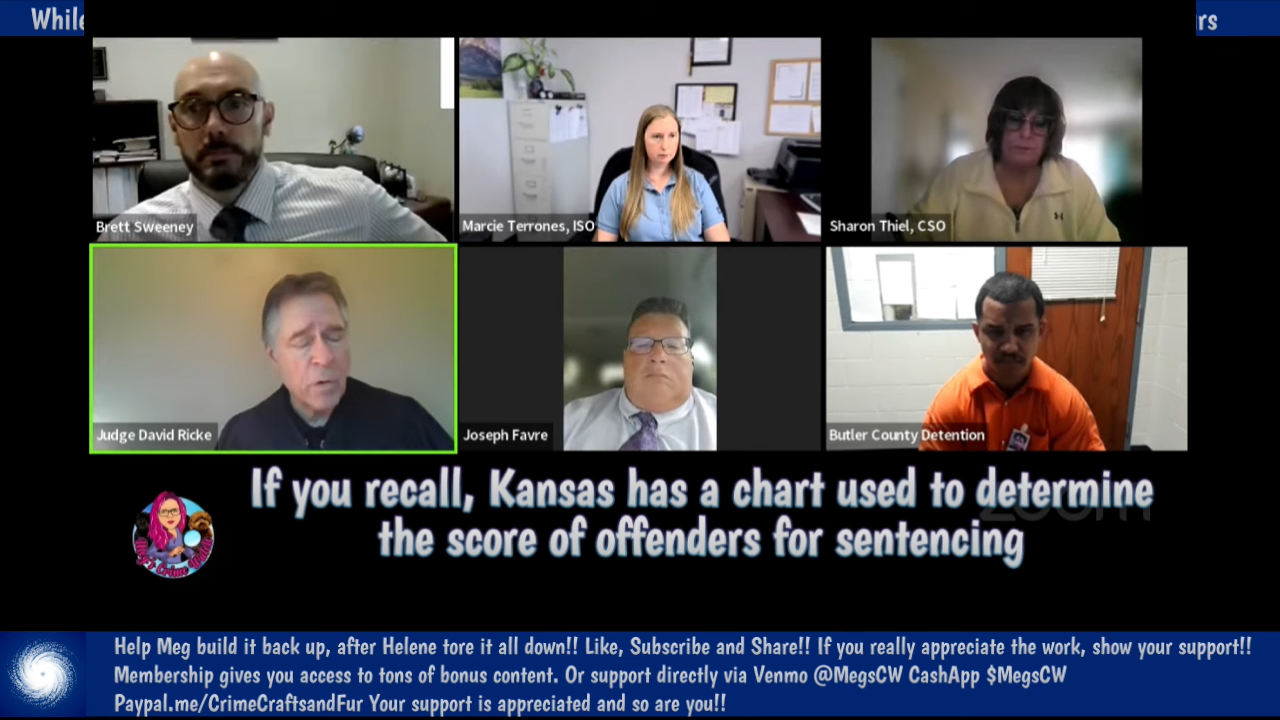 While
rs
Brett Sweeney
Marcie Terrones, ISO
Sharon Thiel, CSO
Judge David Ricke
Joseph Favre
Butler County Detention
If you recall, Kansas has a chart used to determine
the score of offenders for sentencing
zoom
Help Meg build it back up, after Helene tore it all down!! Like, Subscribe and Share!! If you really appreciate the work, show your support!!
Membership gives you access to tons of bonus content. Or support directly via Venmo @MegsCW CashApp $MegsCW
Paypal.me/CrimeCraftsandFur Your support is appreciated and so are you!!